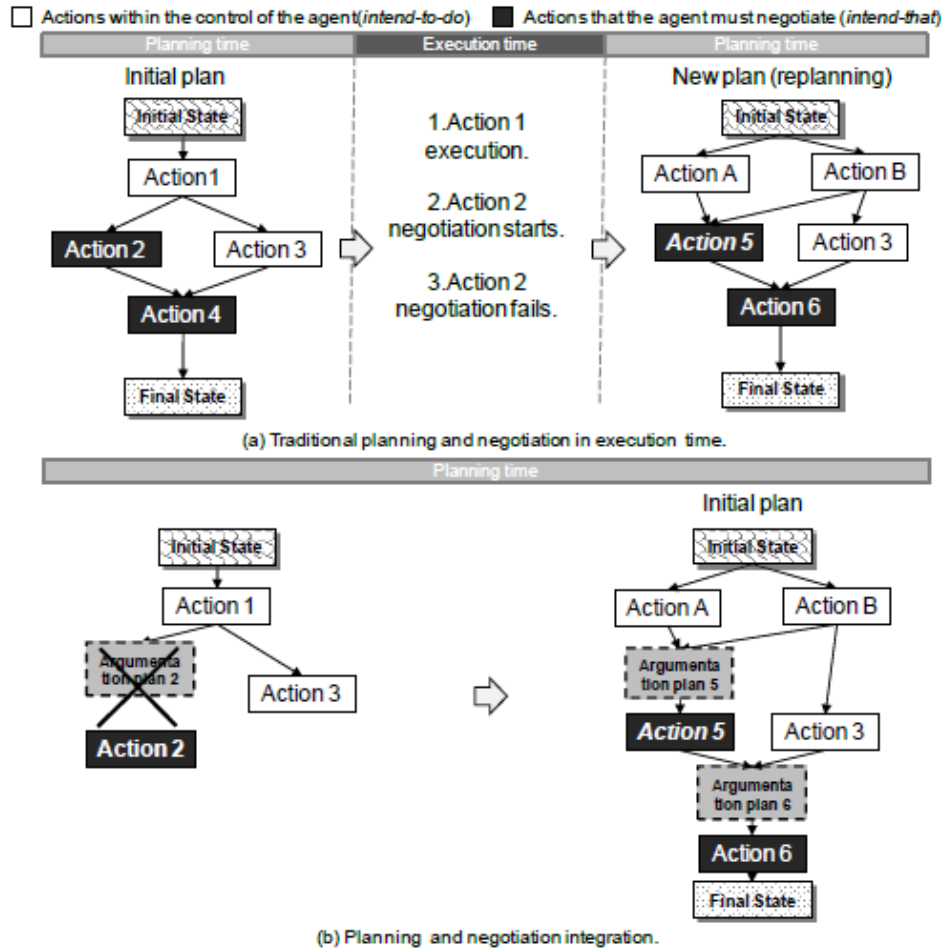 Actions within the control of the agent(intend-to-do) Actions that the agent must negotiate (intend-that)
Planning time Execution time Planning time
Initial plan
Initial State
Action1
Action 2 Action 3
Action 4
Final State
1.Action 1
execution.
2.Action 2
negotiation starts.
3.Action 2
negotiation fails.
New plan (replanning)
Initial State
Action A Action B
Action 5 Action 3
Action 6
Final State
(a) Traditional planning and negotiation in execution time.
Planning time
Initial State
Action 1
Argumenta
tion plan 2
Action 3
Action 2
Initial plan
Initial State
Action A Action B
Argumenta
tion plan 5
Action 5 Action 3
Argumenta
tion plan 6
Action 6
Final State
(b) Planning and negotiation integration.